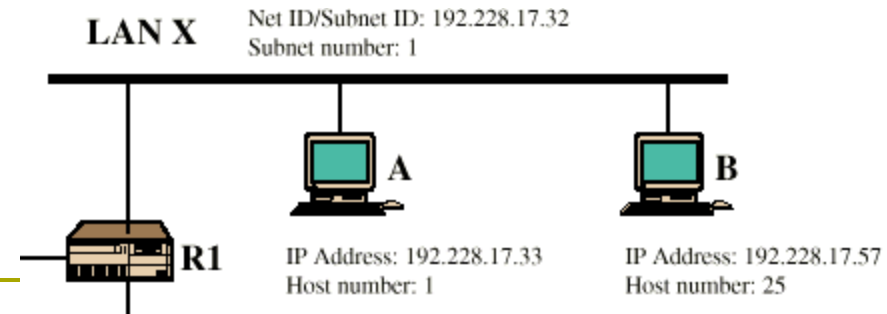 LAN X
Net ID/Subnet ID: 192.228.17.32
Subnet number: 1
A
B
R1
IP Address: 192.228.17.33
Host number: 1
IP Address: 192.228.17.57
Host number: 25